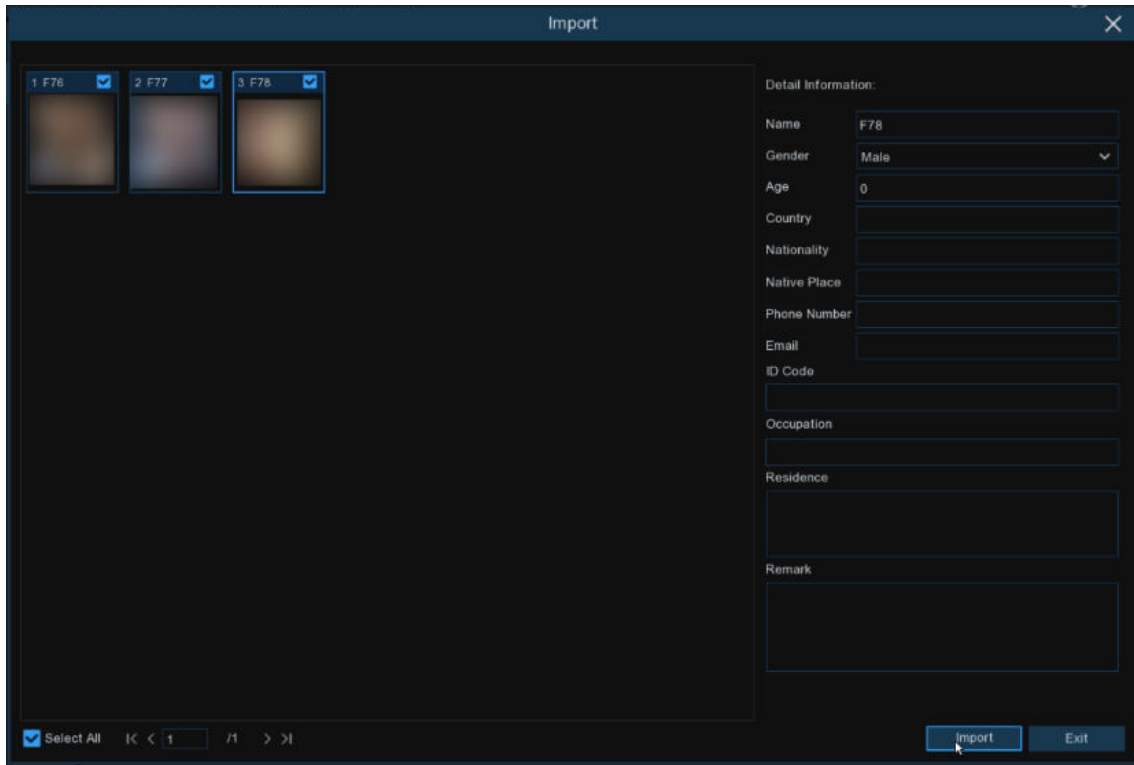 Import
1 F76
2 F77
3 F78
Detail Information:
Name F78
Gender Male
Age 0
Country
Nationality
Native Place
Phone Number
Email
ID Code
Occupation
Residence
Remark
Select All 1 /1
Import Exit